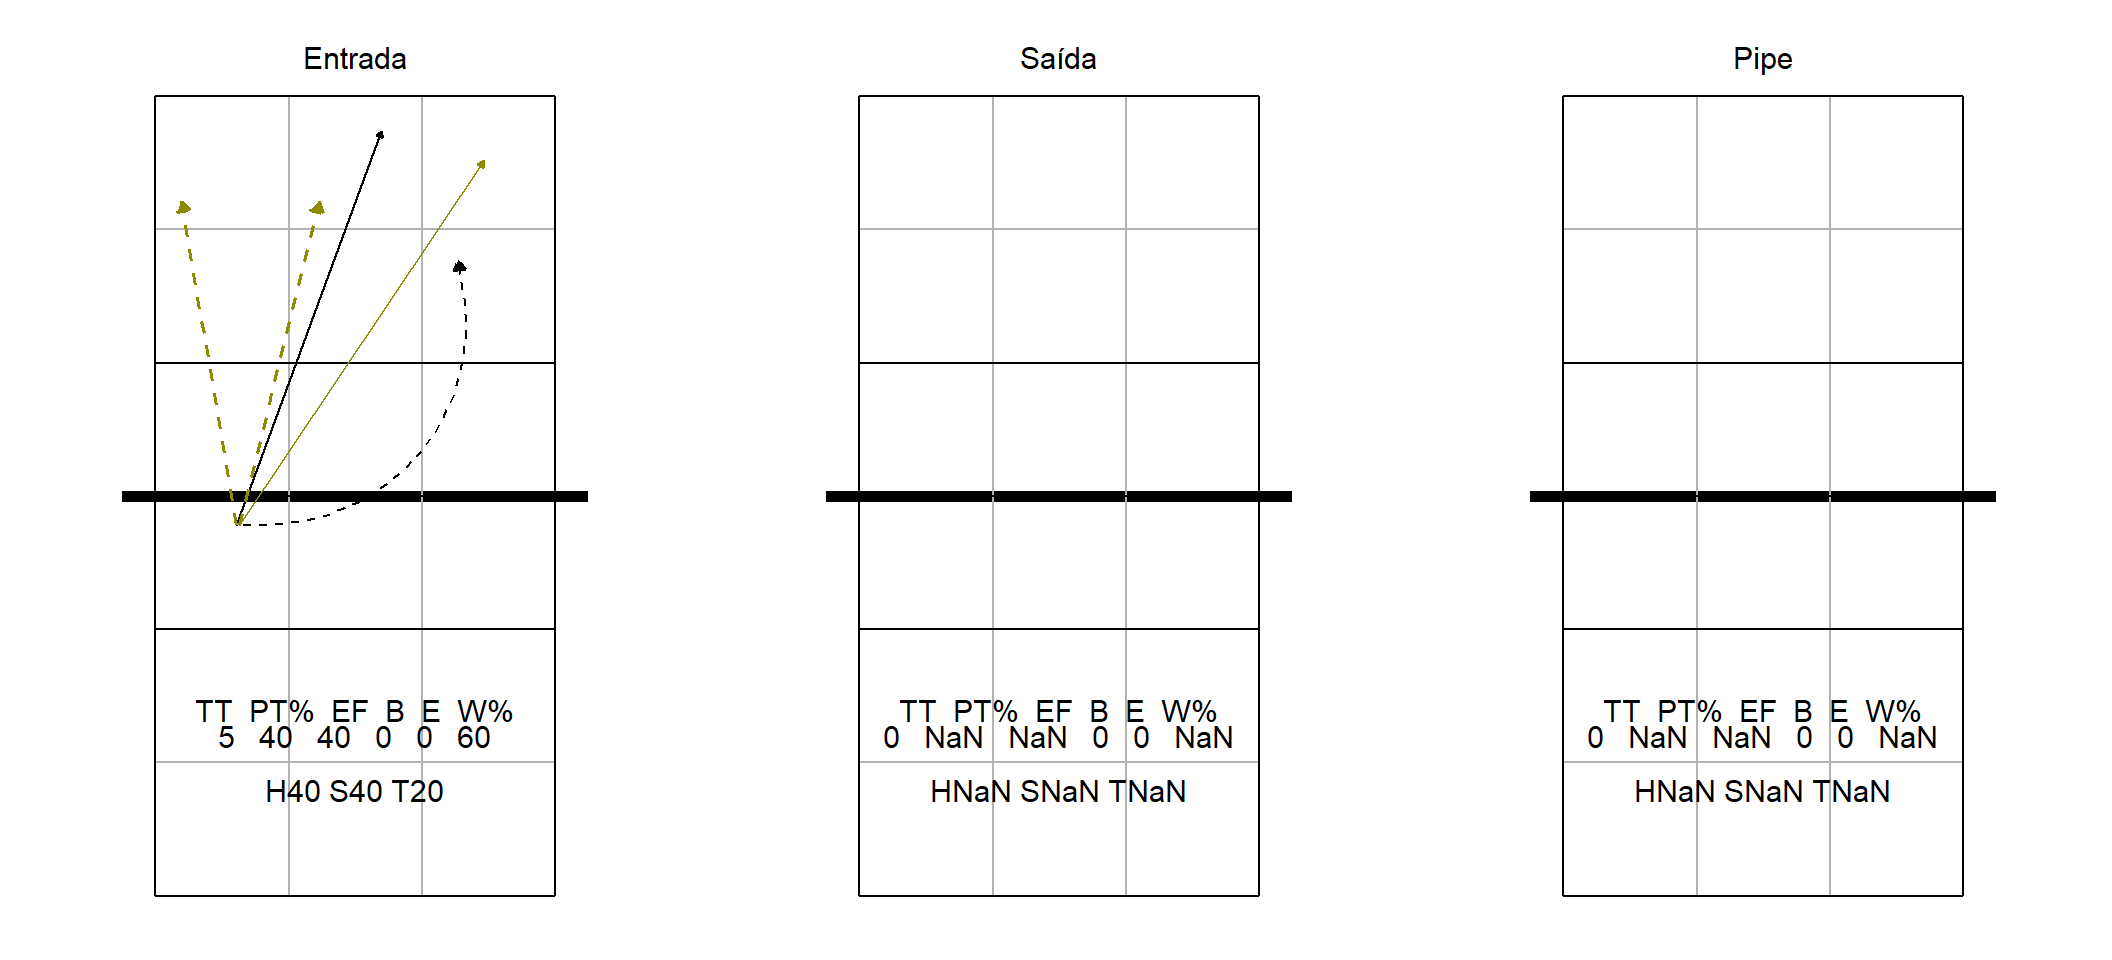 Entrada
TT PT% EF B E W%
5 40 40 0 0 60
H40 S40 T20
Saída
TT PT% EF B E W%
0 NaN NaN 0 0 NaN
HNaN SNaN TNaN
Pipe
TT PT% EF B E W%
0 NaN NaN 0 0 NaN
HNaN SNaN TNaN